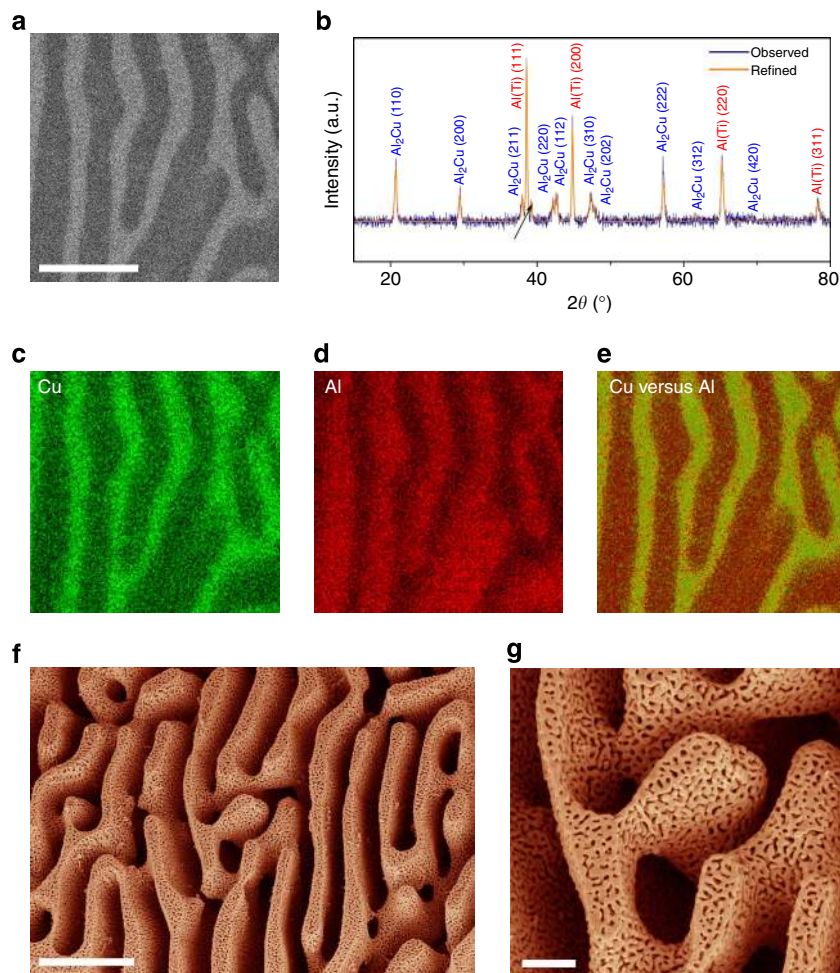 a
b
Intensity (a.u.)
Observed
Refined
Al₂Cu (110)
Al₂Cu (200)
Al₂Cu (211)
Al(Ti) (111)
Al₂Cu (220)
Al₂Cu (112)
Al(Ti) (200)
Al₂Cu (310)
Al₂Cu (202)
Al₂Cu (222)
Al₂Cu (312)
Al(Ti) (220)
Al₂Cu (420)
Al(Ti) (311)
20 40 60 80
2θ (°)
c
Cu
d
Al
e
Cu versus Al
f
g